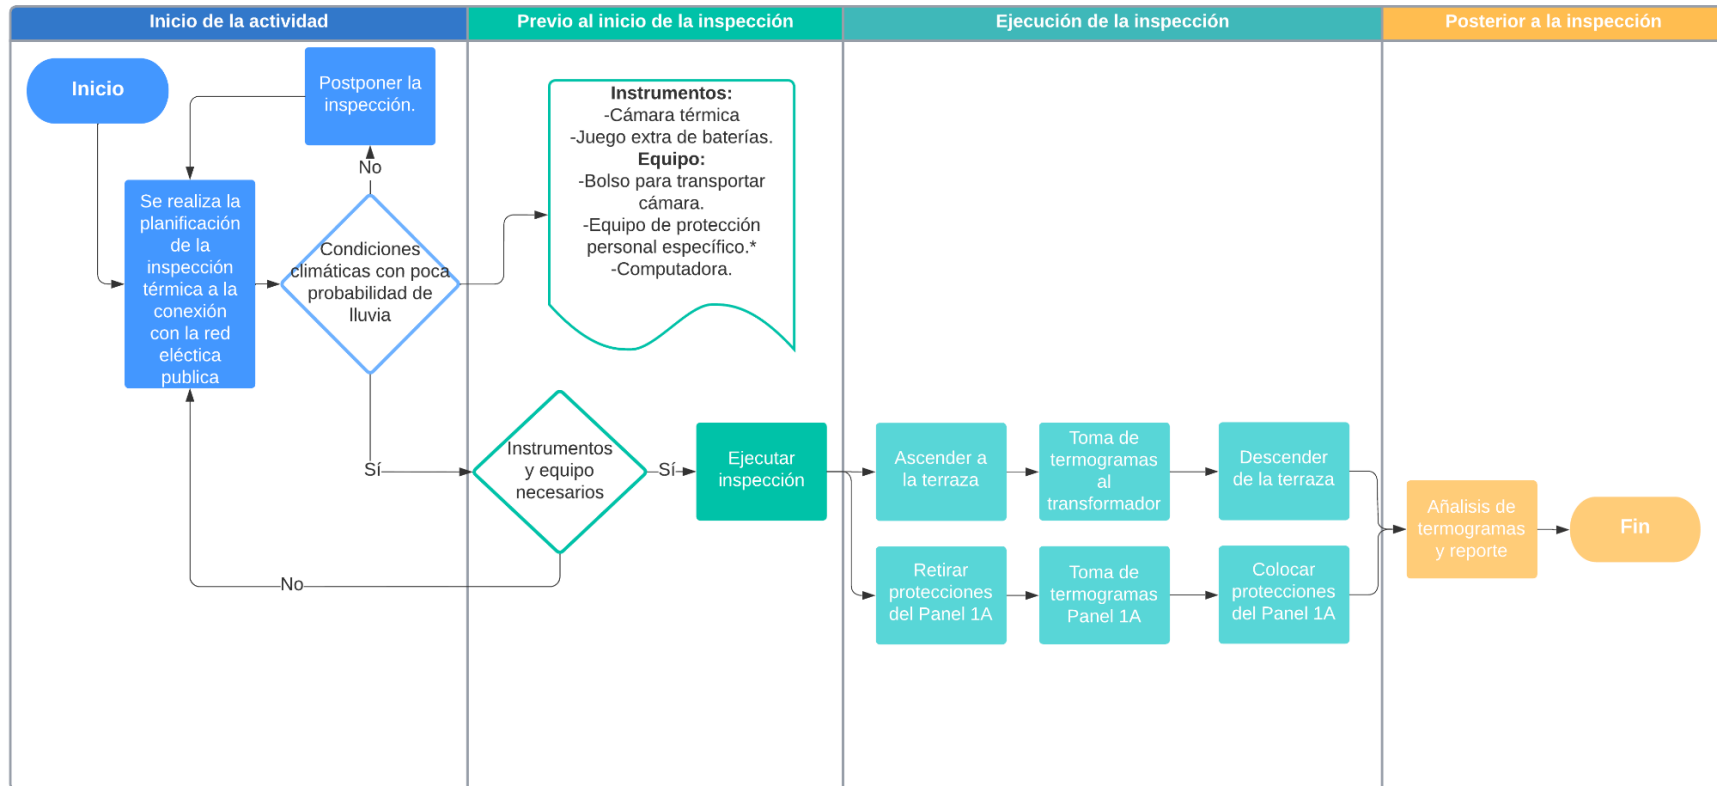 Inicio de la actividad
Previo al inicio de la inspección
Ejecución de la inspección
Posterior a la inspección
Inicio
Postponer la
inspección.
No
Se realiza la
planificación
de la
inspección
térmica a la
conexión
con la red
eléctica
publica
Condiciones
climáticas con poca
probabilidad de
lluvia
Sí
No
Instrumentos:
-Cámara térmica
-Juego extra de baterías.
Equipo:
-Bolso para transportar
cámara.
-Equipo de protección
personal específico.*
-Computadora.
Instrumentos
y equipo
necesarios
Sí
Ejecutar
inspección
Ascender a
la terraza
Toma de
termogramas
al
transformador
Descender
de la terraza
Retirar
protecciones
del Panel 1A
Toma de
termogramas
Panel 1A
Colocar
protecciones
del Panel 1A
Añalisis de
termogramas
y reporte
Fin